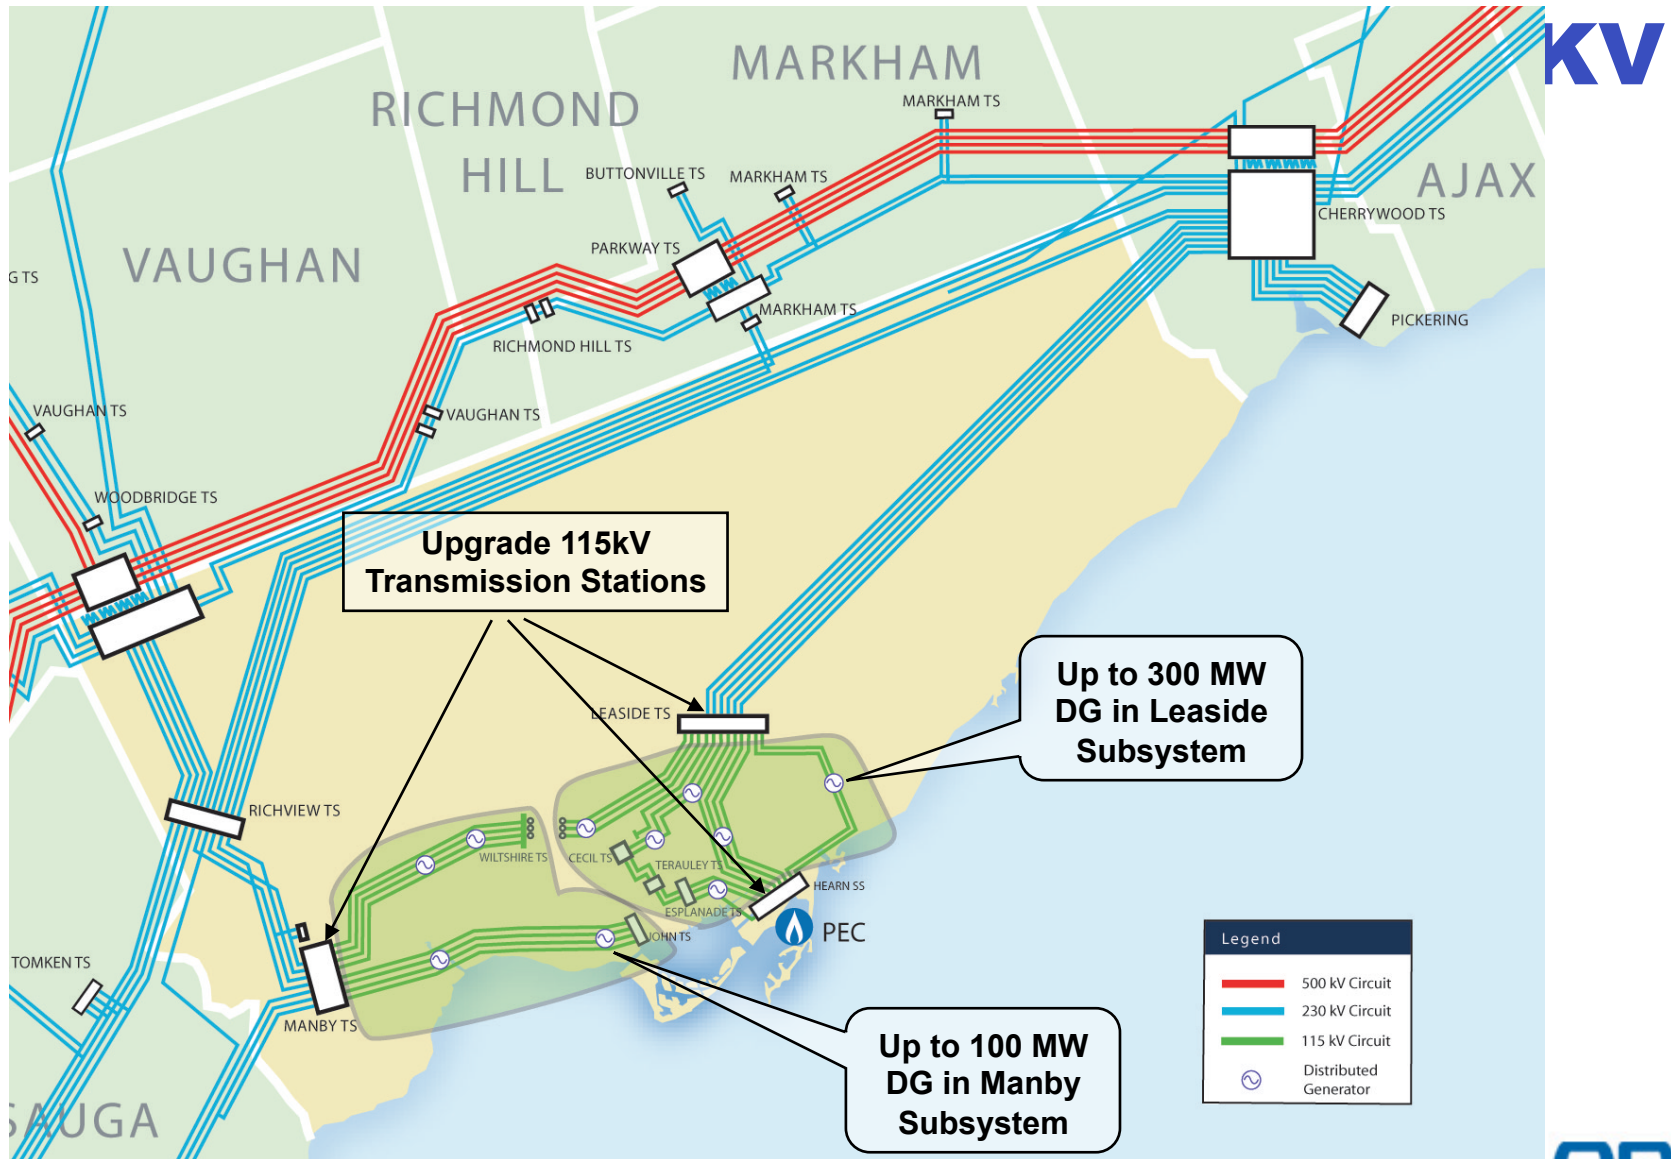 KV
MARKHAM
RICHMOND
HILL
MARKHAM TS
BUTTONVILLE TS
MARKHAM TS
AJAX
CHERRYWOOD TS
PARKWAY TS
VAUGHAN
G TS
MARKHAM TS
PICKERING
RICHMOND HILL TS
VAUGHAN TS
VAUGHAN TS
WOODBRIDGE TS
Upgrade 115kV
Transmission Stations
Up to 300 MW
DG in Leaside
Subsystem
LEASIDE TS
RICHVIEW TS
WILTSHIRE TS
CECIL TS
TERAULEY TS
HEARN SS
ESPLANADE TS
JOHN TS
PEC
TOMKEN TS
MANBY TS
Up to 100 MW
DG in Manby
Subsystem
SAUGA
Legend
500 kV Circuit
230 kV Circuit
115 kV Circuit
Distributed
Generator